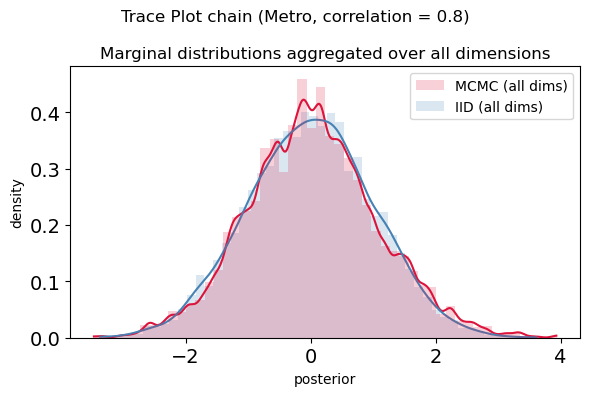 Trace Plot chain (Metro, correlation = 0.8)
Marginal distributions aggregated over all dimensions
MCMC (all dims)
IID (all dims)
density
0.4
0.3
0.2
0.1
0.0
−2
0
2
4
posterior